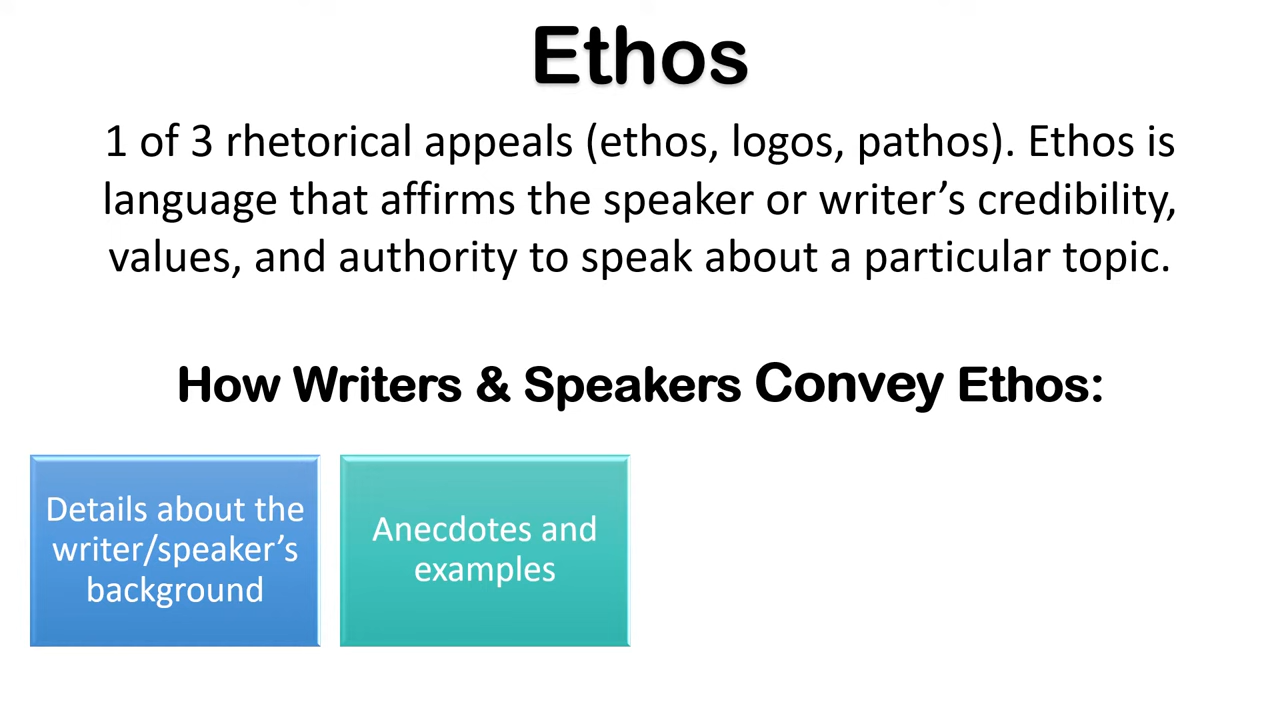 Ethos
1 of 3 rhetorical appeals (ethos, logos, pathos). Ethos is
language that affirms the speaker or writer’s credibility,
values, and authority to speak about a particular topic.
How Writers & Speakers Convey Ethos:
Details about the
writer/speaker’s
background
Anecdotes and
examples